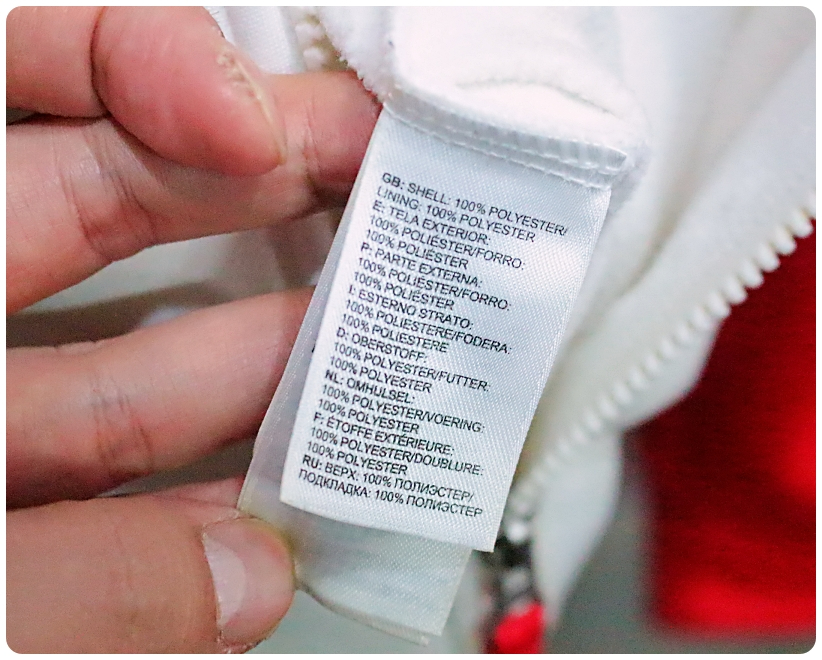 GB: SHELL: 100% POLYESTER/
LINING: 100% POLYESTER
E: TELA EXTERIOR:
100% POLIÉSTER/FORRO:
100% POLIÉSTER
P: PARTE EXTERNA:
100% POLIÉSTER/FORRO:
100% POLIÉSTER
I: ESTERNO STRATO:
100% POLIESTERE/FODERA:
100% POLIESTERE
D: OBERSTOFF:
100% POLYESTER/FUTTER:
100% POLYESTER
NL: OMHULSEL:
100% POLYESTER/VOERING:
100% POLYESTER
F: ÉTOFFE EXTÉRIEURE:
100% POLYESTER/DOUBLURE:
100% POLYESTER
RU: ВЕРХ: 100% ПОЛИЭСТЕР/
ПОДКЛАДКА: 100% ПОЛИЭСТЕР